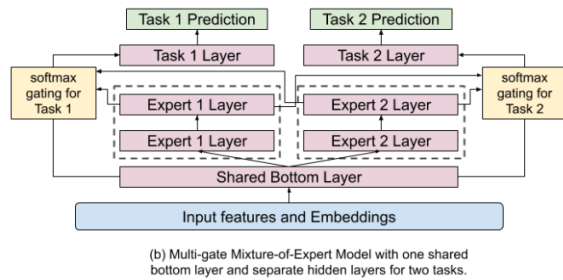 Task 1 Prediction
Task 2 Prediction
Task 1 Layer
Task 2 Layer
softmax
gating for
Task 1
Expert 1 Layer
Expert 2 Layer
softmax
gating for
Task 2
Expert 1 Layer
Expert 2 Layer
Shared Bottom Layer
Input features and Embeddings
(b) Multi-gate Mixture-of-Expert Model with one shared
bottom layer and separate hidden layers for two tasks.